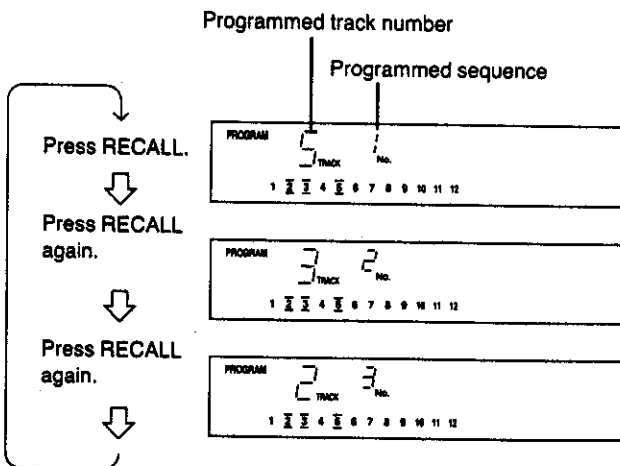 Programmed track number
Programmed sequence
Press RECALL.
PROGRAM 5 TRACK 1 No.
1 2 3 4 5 6 7 8 9 10 11 12
Press RECALL
again.
PROGRAM 3 TRACK 2 No.
1 2 3 4 5 6 7 8 9 10 11 12
Press RECALL
again.
PROGRAM 2 TRACK 3 No.
1 2 3 4 5 6 7 8 9 10 11 12